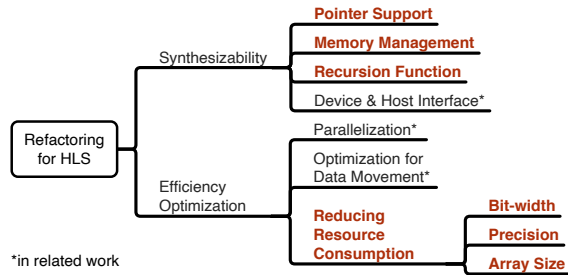 Pointer Support
Memory Management
Synthesizability
Recursion Function
Device & Host Interface*
Refactoring
for HLS
Parallelization*
Optimization for
Data Movement*
Efficiency
Optimization
Reducing
Resource
Consumption
Bit-width
Precision
Array Size
*in related work